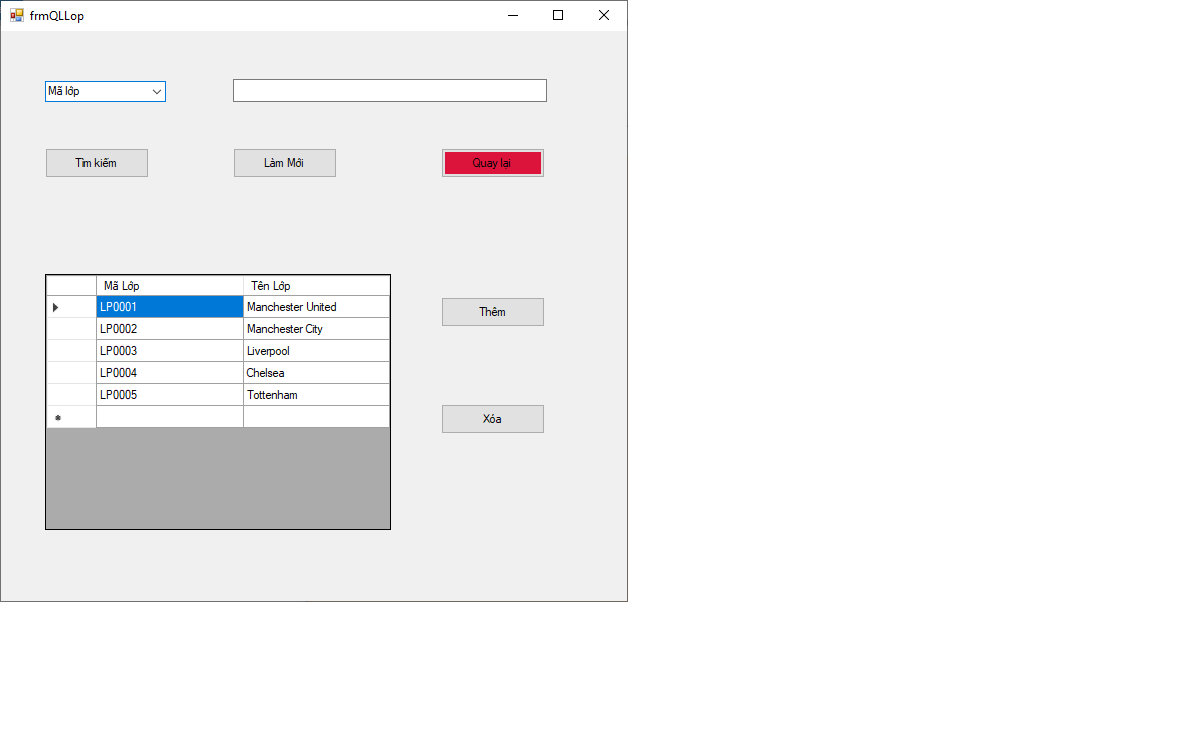 frmQLLop
Mã lớp
Tìm kiếm Làm Mới Quay lại
Mã Lớp Tên Lớp
LP0001 Manchester United
LP0002 Manchester City
LP0003 Liverpool
LP0004 Chelsea
LP0005 Tottenham
Thêm
Xóa